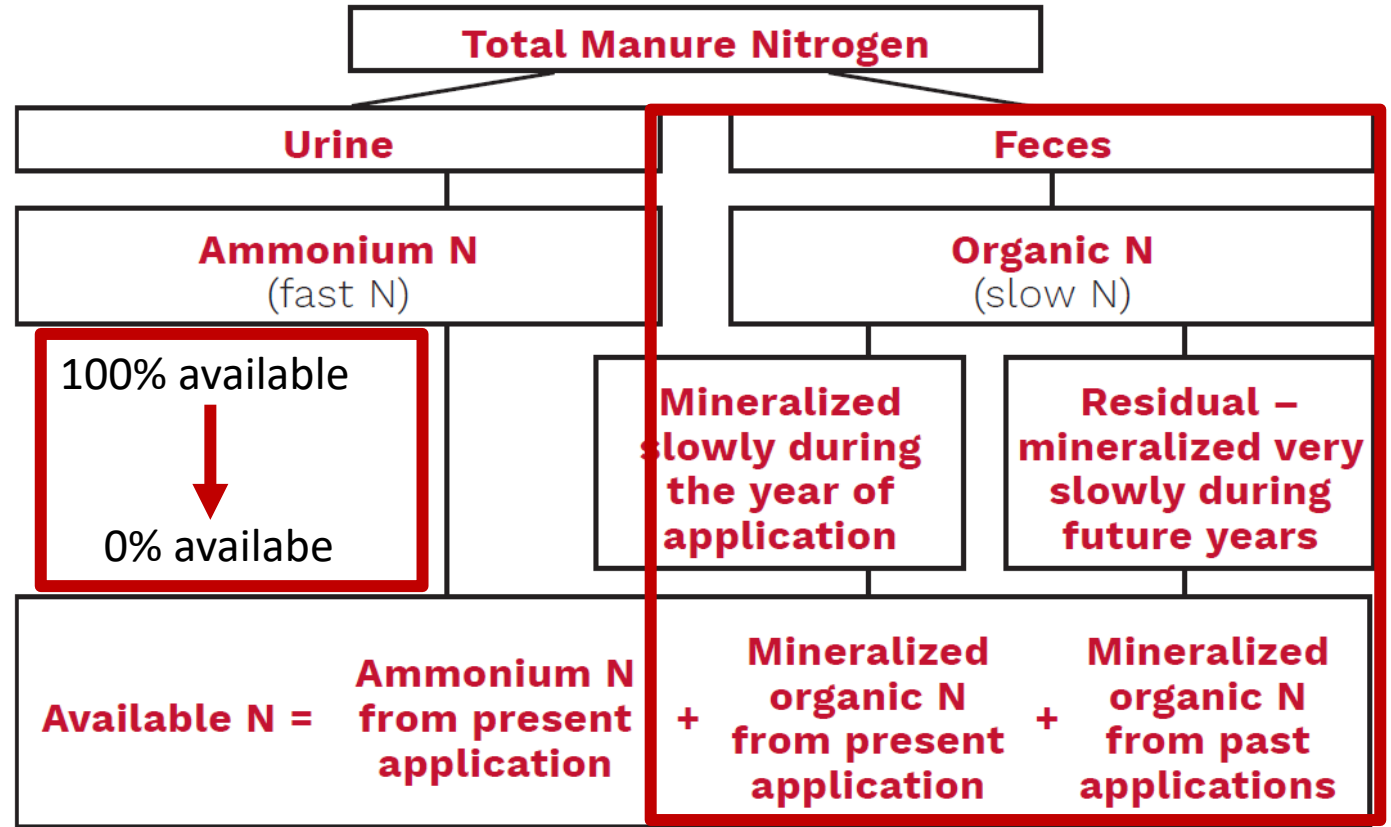 Total Manure Nitrogen
Urine
Feces
Ammonium N
(fast N)
Organic N
(slow N)
100% available
0% availabe
Mineralized
slowly during
the year of
application
Residual –
mineralized very
slowly during
future years
Available N =
Ammonium N
from present
application
+
Mineralized
organic N
from present
application
+
Mineralized
organic N
from past
applications